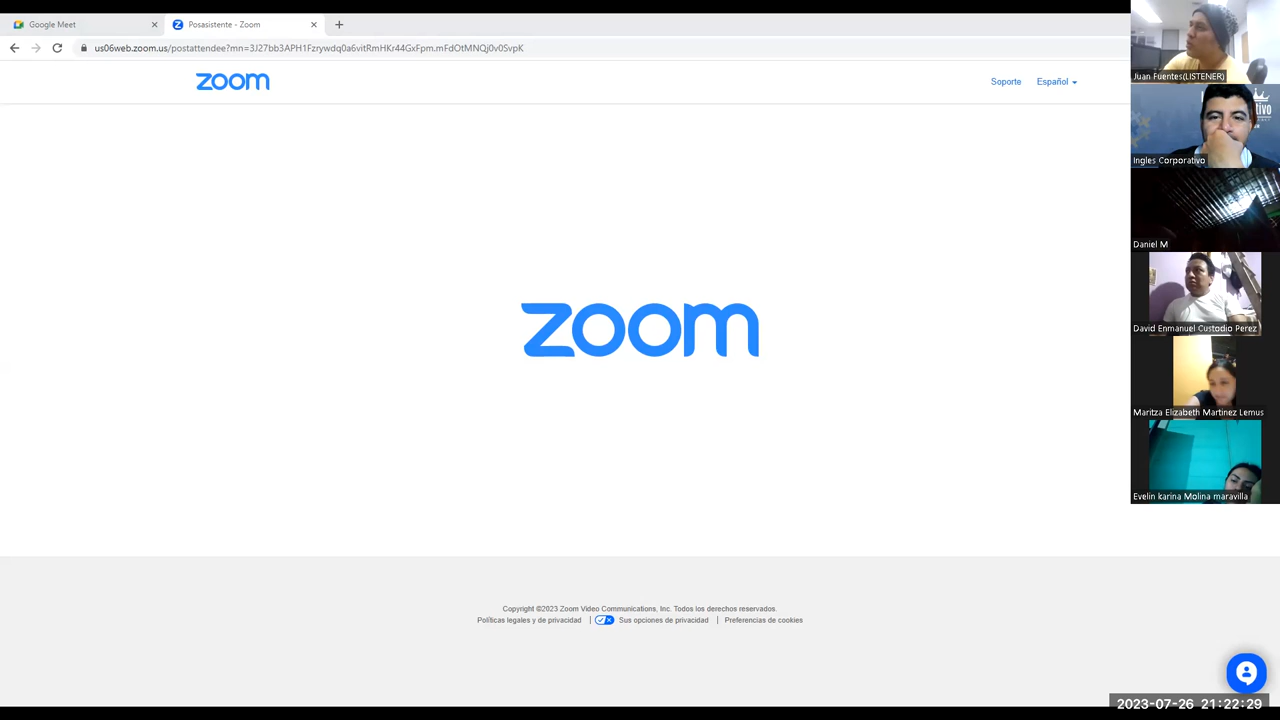 Google Meet
Posasistente - Zoom
us06web.zoom.us/postattendee?mn=3J27bb3APH1Fzrywdq0a6vitRmHKr44GxFpm.mFdOtMNQj0v0SvpK
zoom
Soporte
Español
zoom
Copyright ©2023 Zoom Video Communications, Inc. Todos los derechos reservados.
Políticas legales y de privacidad | Sus opciones de privacidad | Preferencias de cookies
Juan Fuentes(LISTENER)
Ingles Corporativo
Daniel M
David Enmanuel Custodio Perez
Maritza Elizabeth Martinez Lemus
Evelin karina Molina maravilla
2023-07-26 21:22:29